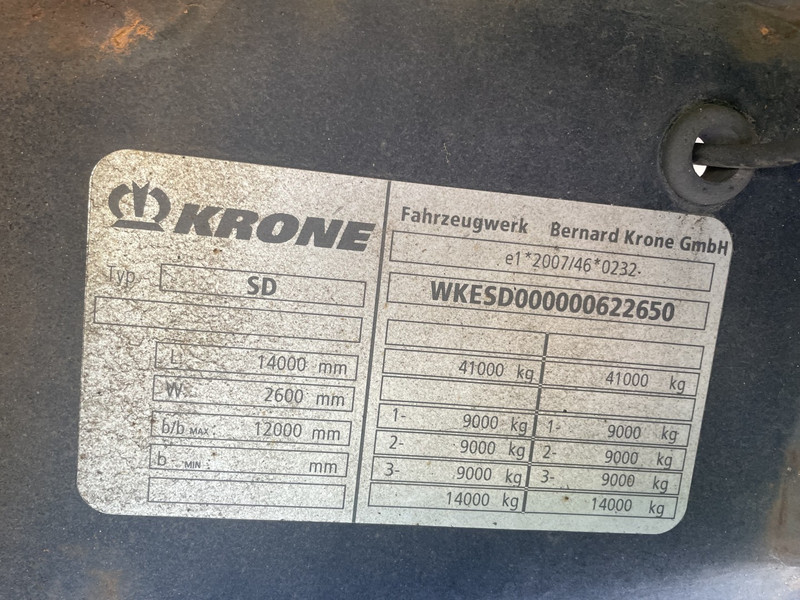 KRONE
Typ SD
L: 14000 mm
W: 2600 mm
b/b MAX: 12000 mm
b MIN: mm
Fahrzeugwerk Bernard Krone GmbH
e1*2007/46*0232-
WKESD000000622650
41000 kg 41000 kg
1- 9000 kg 1- 9000 kg
2- 9000 kg 2- 9000 kg
3- 9000 kg 3- 9000 kg
14000 kg 14000 kg